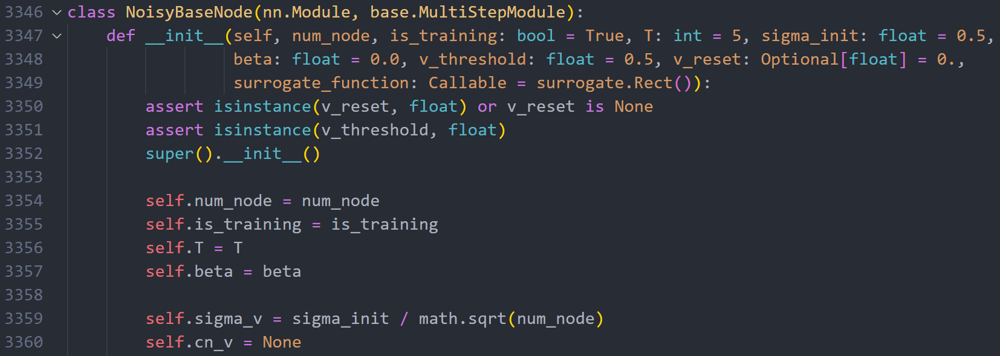 3346 class NoisyBaseNode(nn.Module, base.MultiStepModule):
3347     def __init__(self, num_node, is_training: bool = True, T: int = 5, sigma_init: float = 0.5,
3348                  beta: float = 0.0, v_threshold: float = 0.5, v_reset: Optional[float] = 0.,
3349                  surrogate_function: Callable = surrogate.Rect()):
3350         assert isinstance(v_reset, float) or v_reset is None
3351         assert isinstance(v_threshold, float)
3352         super().__init__()
3353
3354         self.num_node = num_node
3355         self.is_training = is_training
3356         self.T = T
3357         self.beta = beta
3358
3359         self.sigma_v = sigma_init / math.sqrt(num_node)
3360         self.cn_v = None